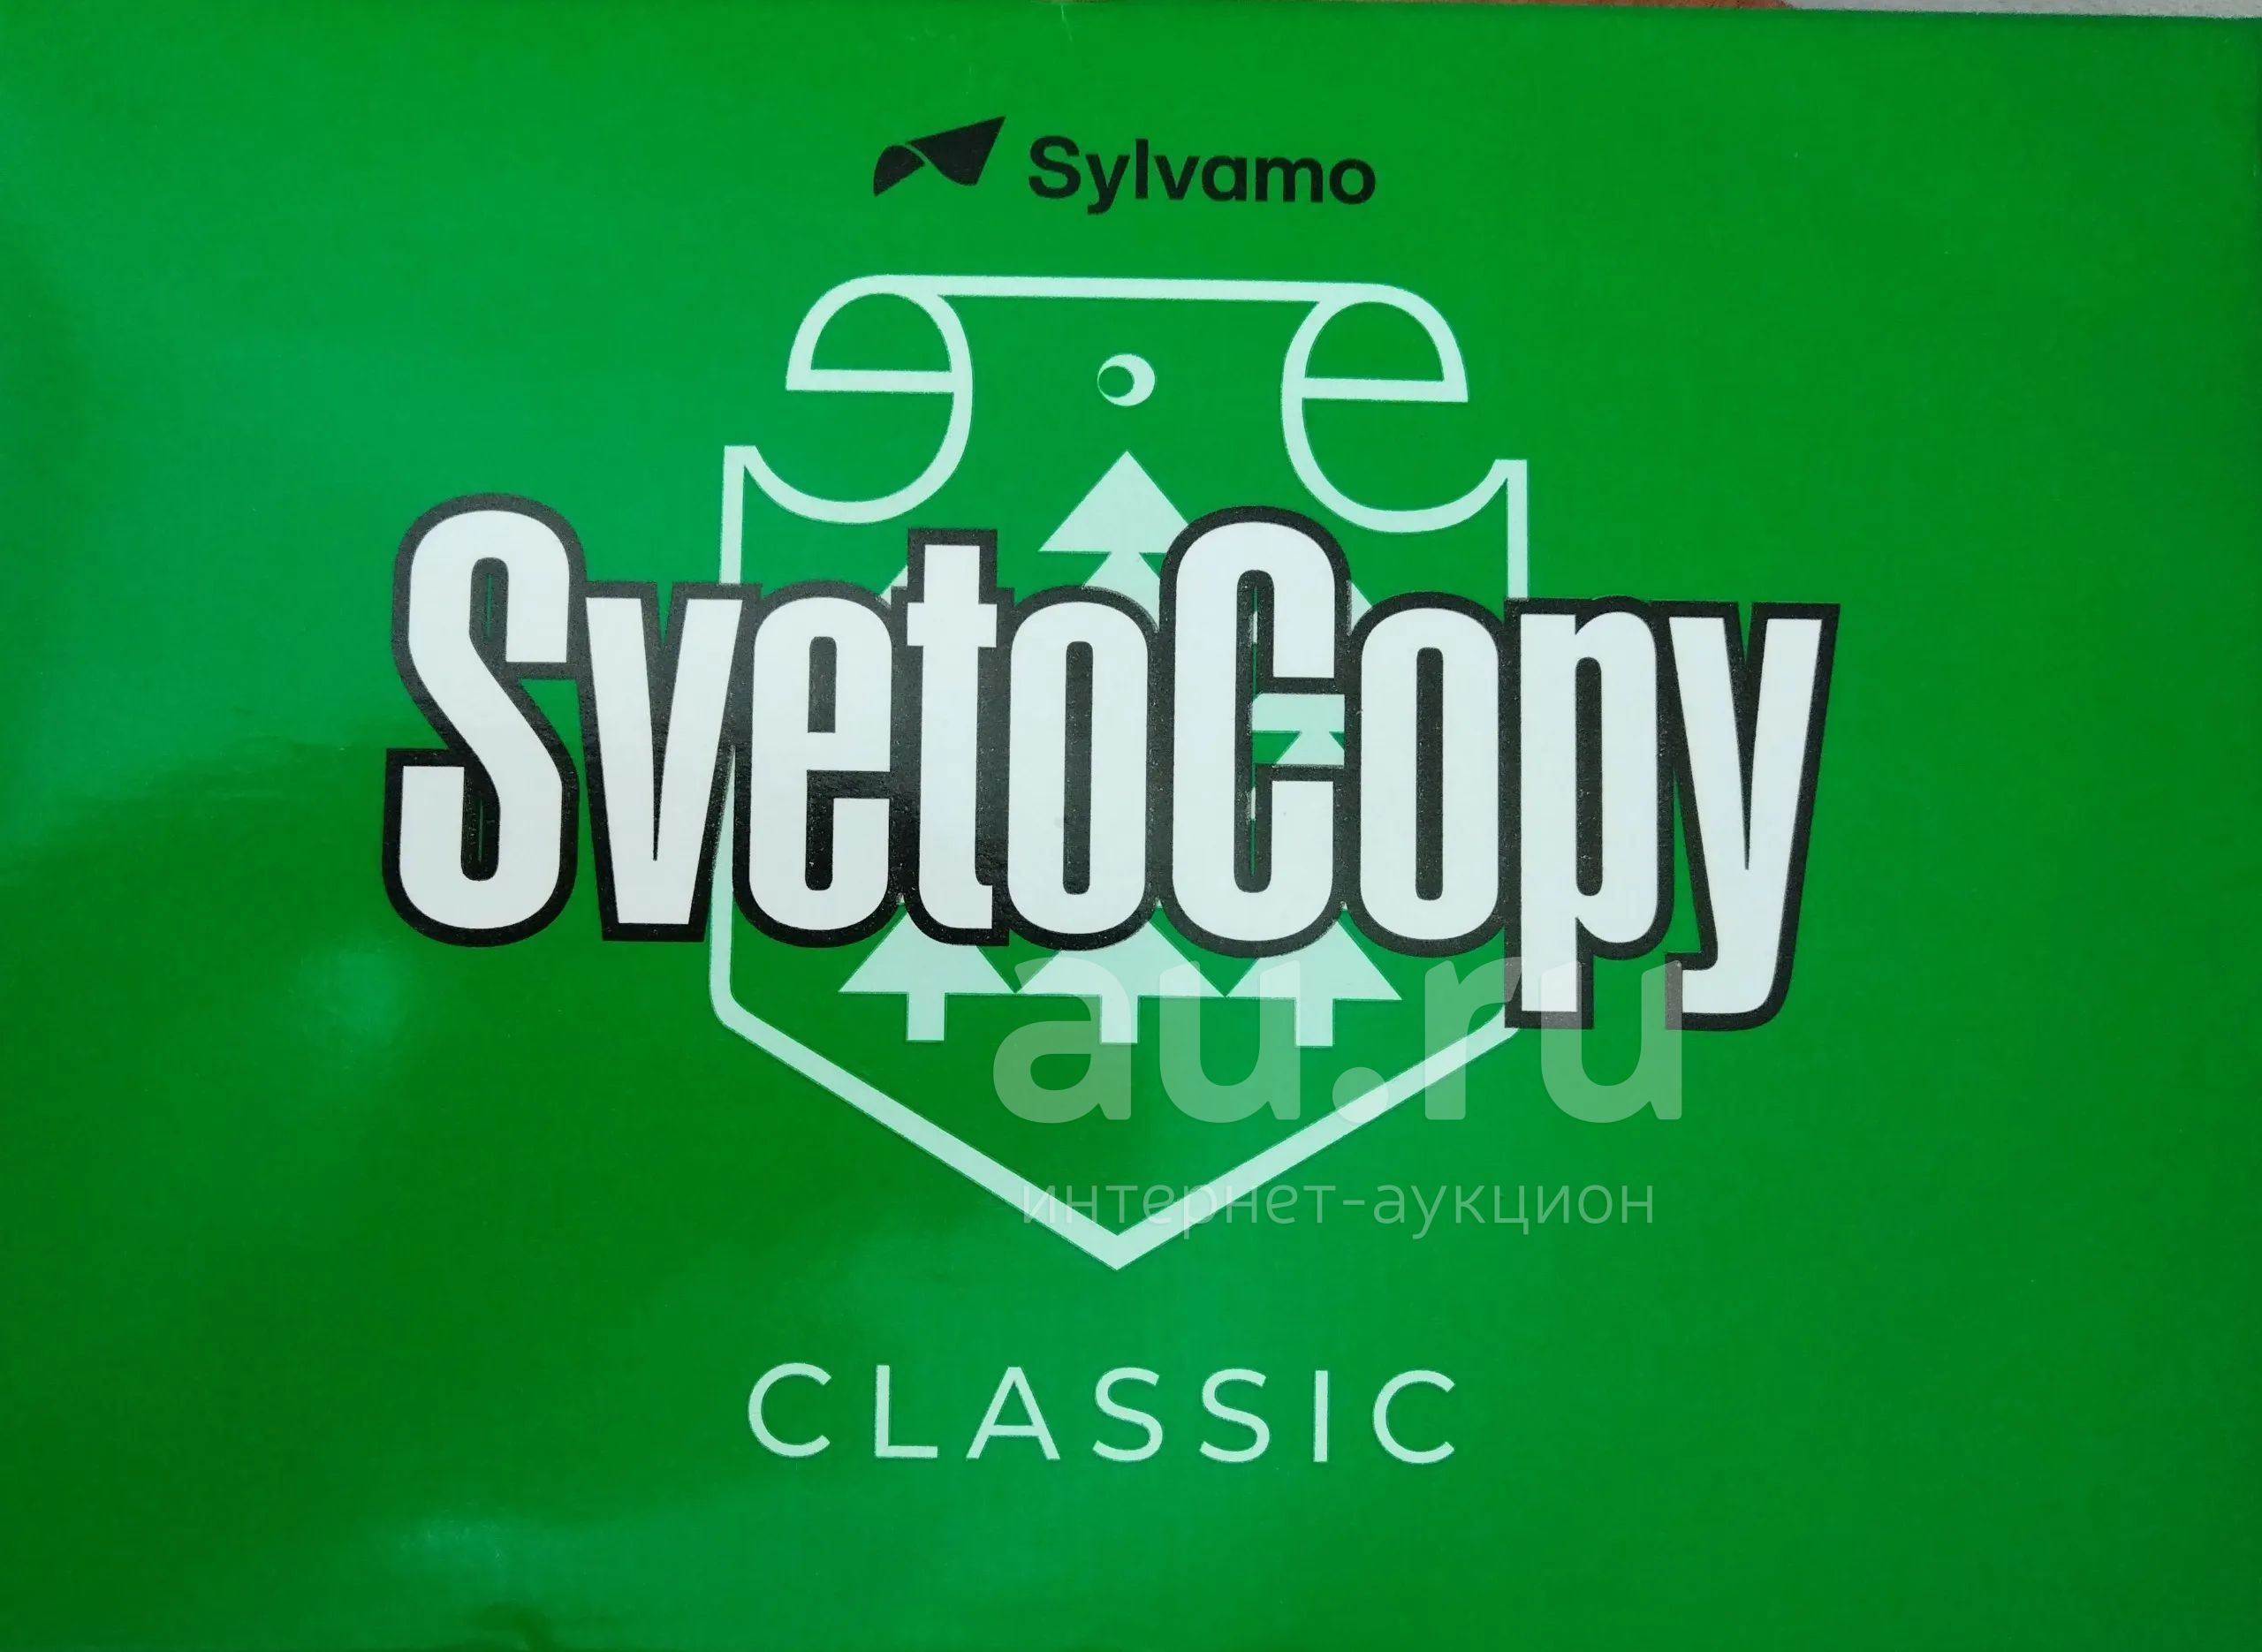 Sylvamo
SvetoCopy
au.ru
интернет-аукцион
CLASSIC